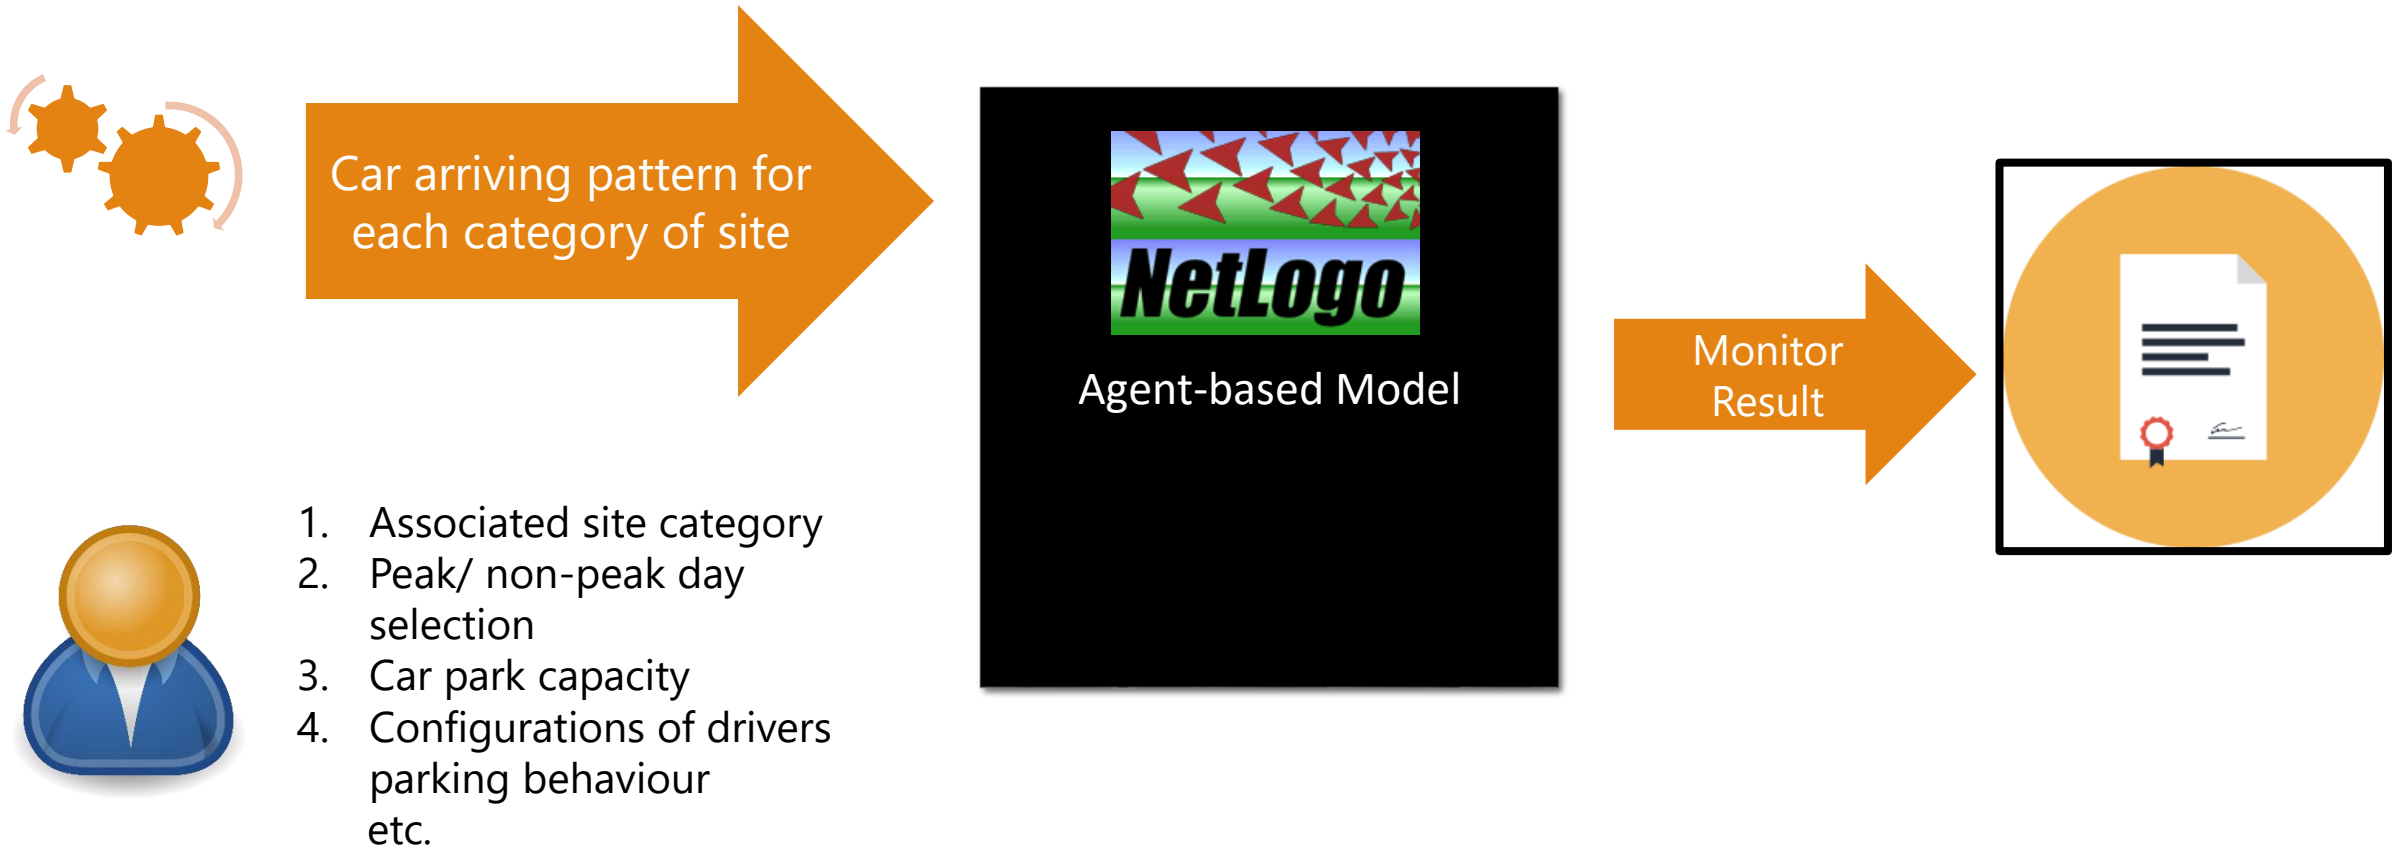 Car arriving pattern for
each category of site
NetLogo
Agent-based Model
Monitor
Result
1. Associated site category
2. Peak/ non-peak day
selection
3. Car park capacity
4. Configurations of drivers
parking behaviour
etc.